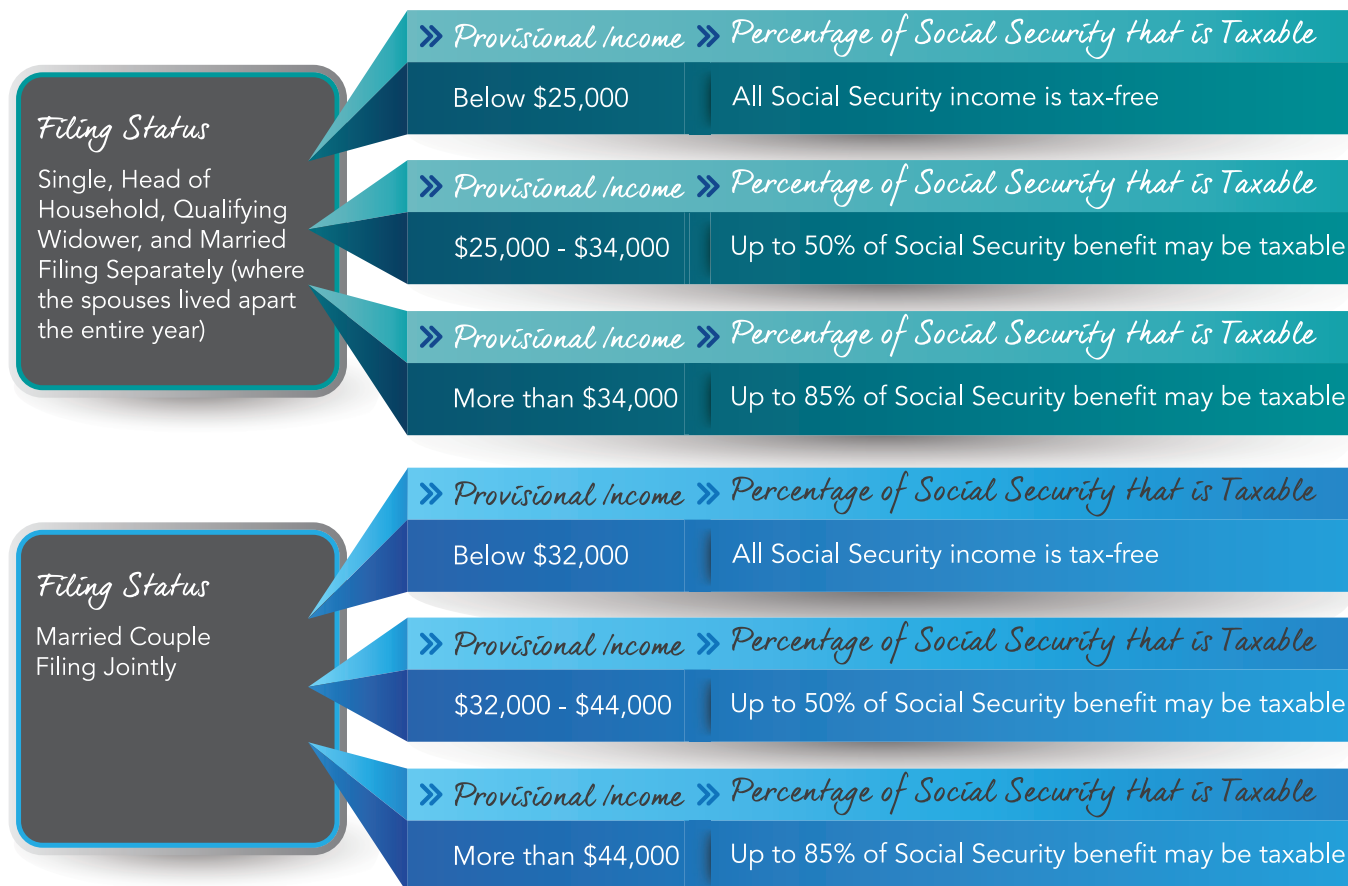 Filing Status
Single, Head of
Household, Qualifying
Widower, and Married
Filing Separately (where
the spouses lived apart
the entire year)
Provisional Income Percentage of Social Security that is Taxable
Below $25,000 All Social Security income is tax-free
Provisional Income Percentage of Social Security that is Taxable
$25,000 - $34,000 Up to 50% of Social Security benefit may be taxable
Provisional Income Percentage of Social Security that is Taxable
More than $34,000 Up to 85% of Social Security benefit may be taxable
Filing Status
Married Couple
Filing Jointly
Provisional Income Percentage of Social Security that is Taxable
Below $32,000 All Social Security income is tax-free
Provisional Income Percentage of Social Security that is Taxable
$32,000 - $44,000 Up to 50% of Social Security benefit may be taxable
Provisional Income Percentage of Social Security that is Taxable
More than $44,000 Up to 85% of Social Security benefit may be taxable